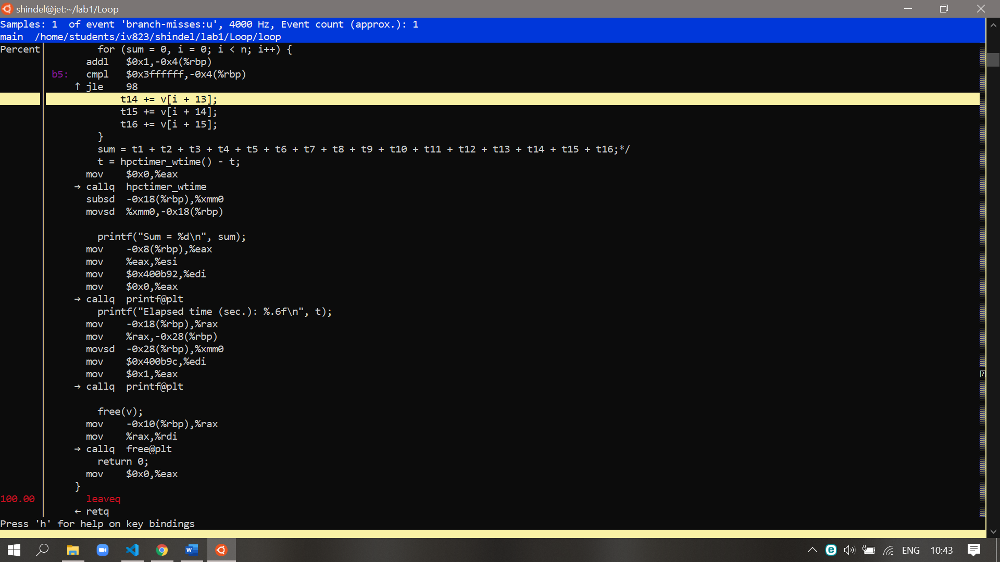 shindel@jet:~/lab1/Loop
Samples: 1  of event 'branch-misses:u', 4000 Hz, Event count (approx.): 1
main  /home/students/iv823/shindel/lab1/Loop/loop
Percent         for (sum = 0, i = 0; i < n; i++) {
addl   $0x1,-0x4(%rbp)
b5:   cmpl   $0x3ffffff,-0x4(%rbp)
↑ jle    98
t14 += v[i + 13];
t15 += v[i + 14];
t16 += v[i + 15];
}
sum = t1 + t2 + t3 + t4 + t5 + t6 + t7 + t8 + t9 + t10 + t11 + t12 + t13 + t14 + t15 + t16;*/
t = hpctimer_wtime() - t;
mov    $0x0,%eax
→ callq  hpctimer_wtime
subsd  -0x18(%rbp),%xmm0
movsd  %xmm0,-0x18(%rbp)
printf("Sum = %d\n", sum);
mov    -0x8(%rbp),%eax
mov    %eax,%esi
mov    $0x400b92,%edi
mov    $0x0,%eax
→ callq  printf@plt
printf("Elapsed time (sec.): %.6f\n", t);
mov    -0x18(%rbp),%rax
mov    %rax,-0x28(%rbp)
movsd  -0x28(%rbp),%xmm0
mov    $0x400b9c,%edi
mov    $0x1,%eax
→ callq  printf@plt
free(v);
mov    -0x10(%rbp),%rax
mov    %rax,%rdi
→ callq  free@plt
return 0;
mov    $0x0,%eax
}
100.00         leaveq
← retq
Press 'h' for help on key bindings
ENG 10:43